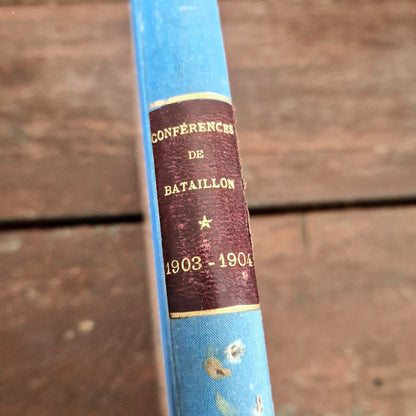 CONFÉRENCES
DE
BATAILLON
1903 - 1904